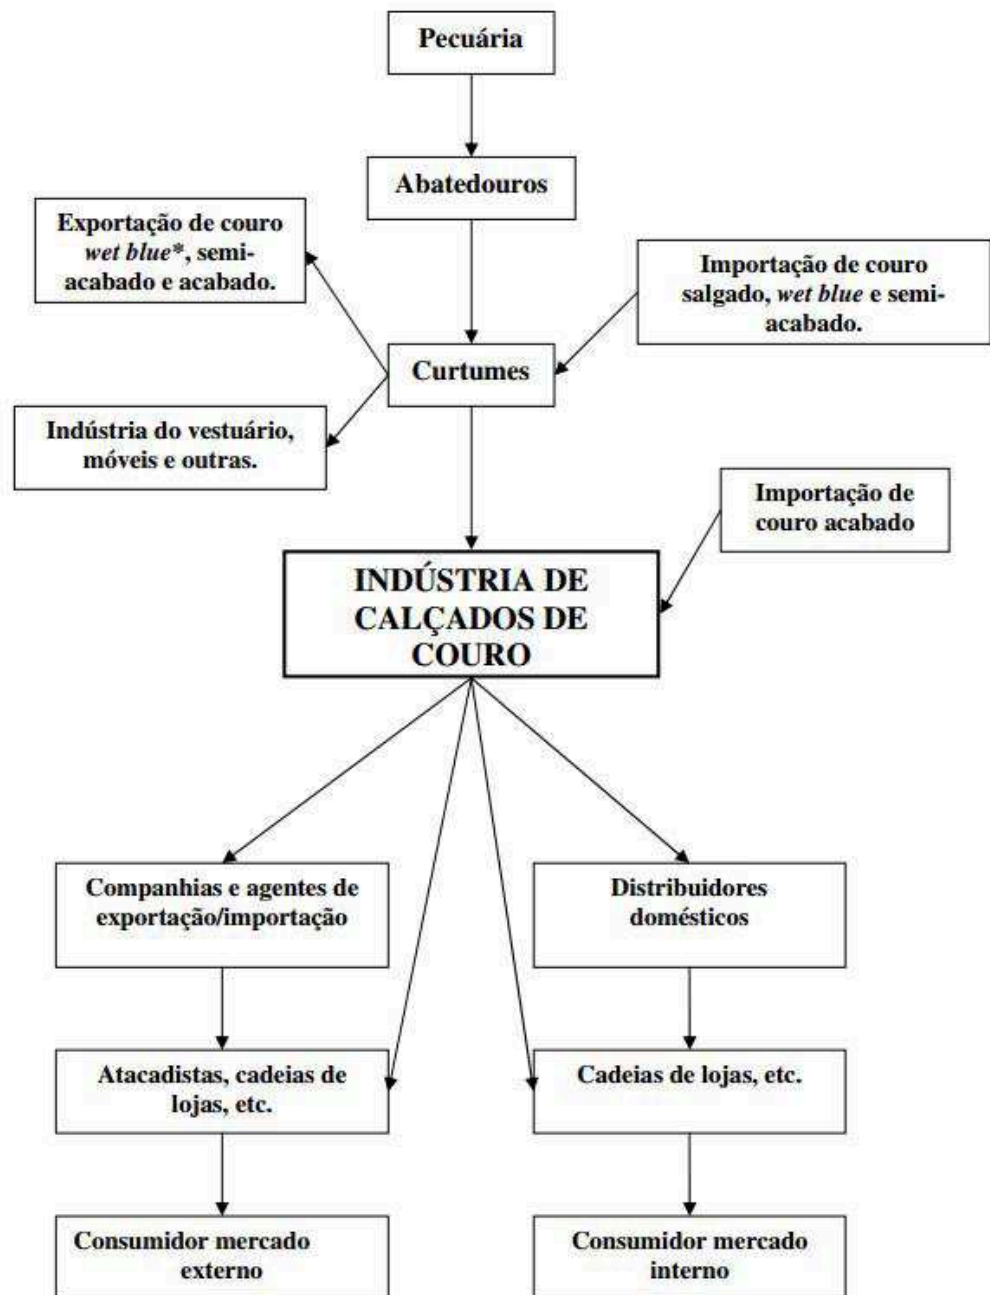 Pecuária
Abatedouros
Exportação de couro
wet blue*, semi-
acabado e acabado.
Importação de couro
salgado, wet blue e semi-
acabado.
Curtumes
Indústria do vestuário,
móveis e outras.
Importação de
couro acabado
INDÚSTRIA DE
CALÇADOS DE
COURO
Companhias e agentes de
exportação/importação
Distribuidores
domésticos
Atacadistas, cadeias de
lojas, etc.
Cadeias de lojas, etc.
Consumidor mercado
externo
Consumidor mercado
interno